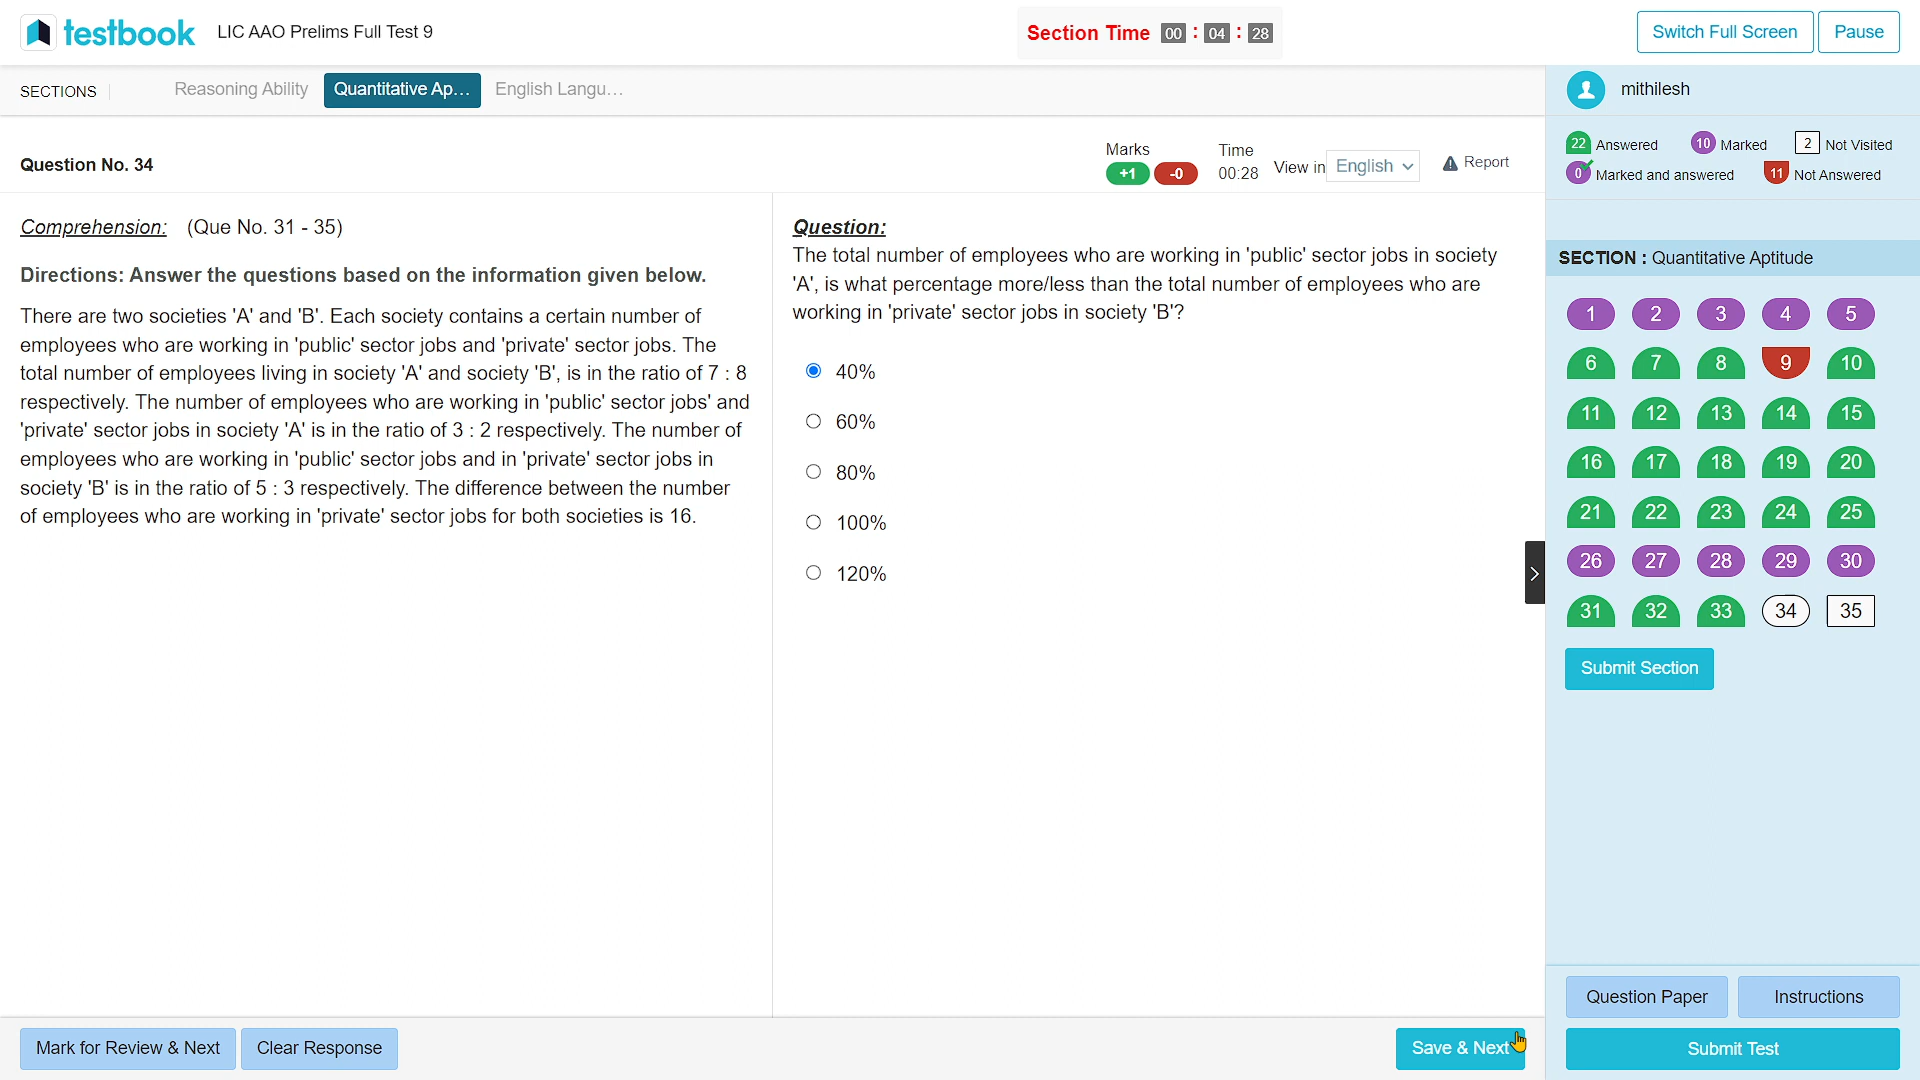 testbook
LIC AAO Prelims Full Test 9
Section Time 00 : 04 : 28
Switch Full Screen
Pause
SECTIONS
Reasoning Ability
Quantitative Ap...
English Langu...
mithilesh
22 Answered
10 Marked
2 Not Visited
0 Marked and answered
11 Not Answered
Question No. 34
Marks
+1 -0
Time
00:28
View in English
Report
Comprehension: (Que No. 31 - 35)
Directions: Answer the questions based on the information given below.
There are two societies 'A' and 'B'. Each society contains a certain number of
employees who are working in 'public' sector jobs and 'private' sector jobs. The
total number of employees living in society 'A' and society 'B', is in the ratio of 7 : 8
respectively. The number of employees who are working in 'public' sector jobs' and
'private' sector jobs in society 'A' is in the ratio of 3 : 2 respectively. The number of
employees who are working in 'public' sector jobs and in 'private' sector jobs in
society 'B' is in the ratio of 5 : 3 respectively. The difference between the number
of employees who are working in 'private' sector jobs for both societies is 16.
Question:
The total number of employees who are working in 'public' sector jobs in society
'A', is what percentage more/less than the total number of employees who are
working in 'private' sector jobs in society 'B'?
40%
60%
80%
100%
120%
SECTION : Quantitative Aptitude
1 2 3 4 5
6 7 8 9 10
11 12 13 14 15
16 17 18 19 20
21 22 23 24 25
26 27 28 29 30
31 32 33 34 35
Submit Section
Question Paper
Instructions
Mark for Review & Next
Clear Response
Save & Next
Submit Test